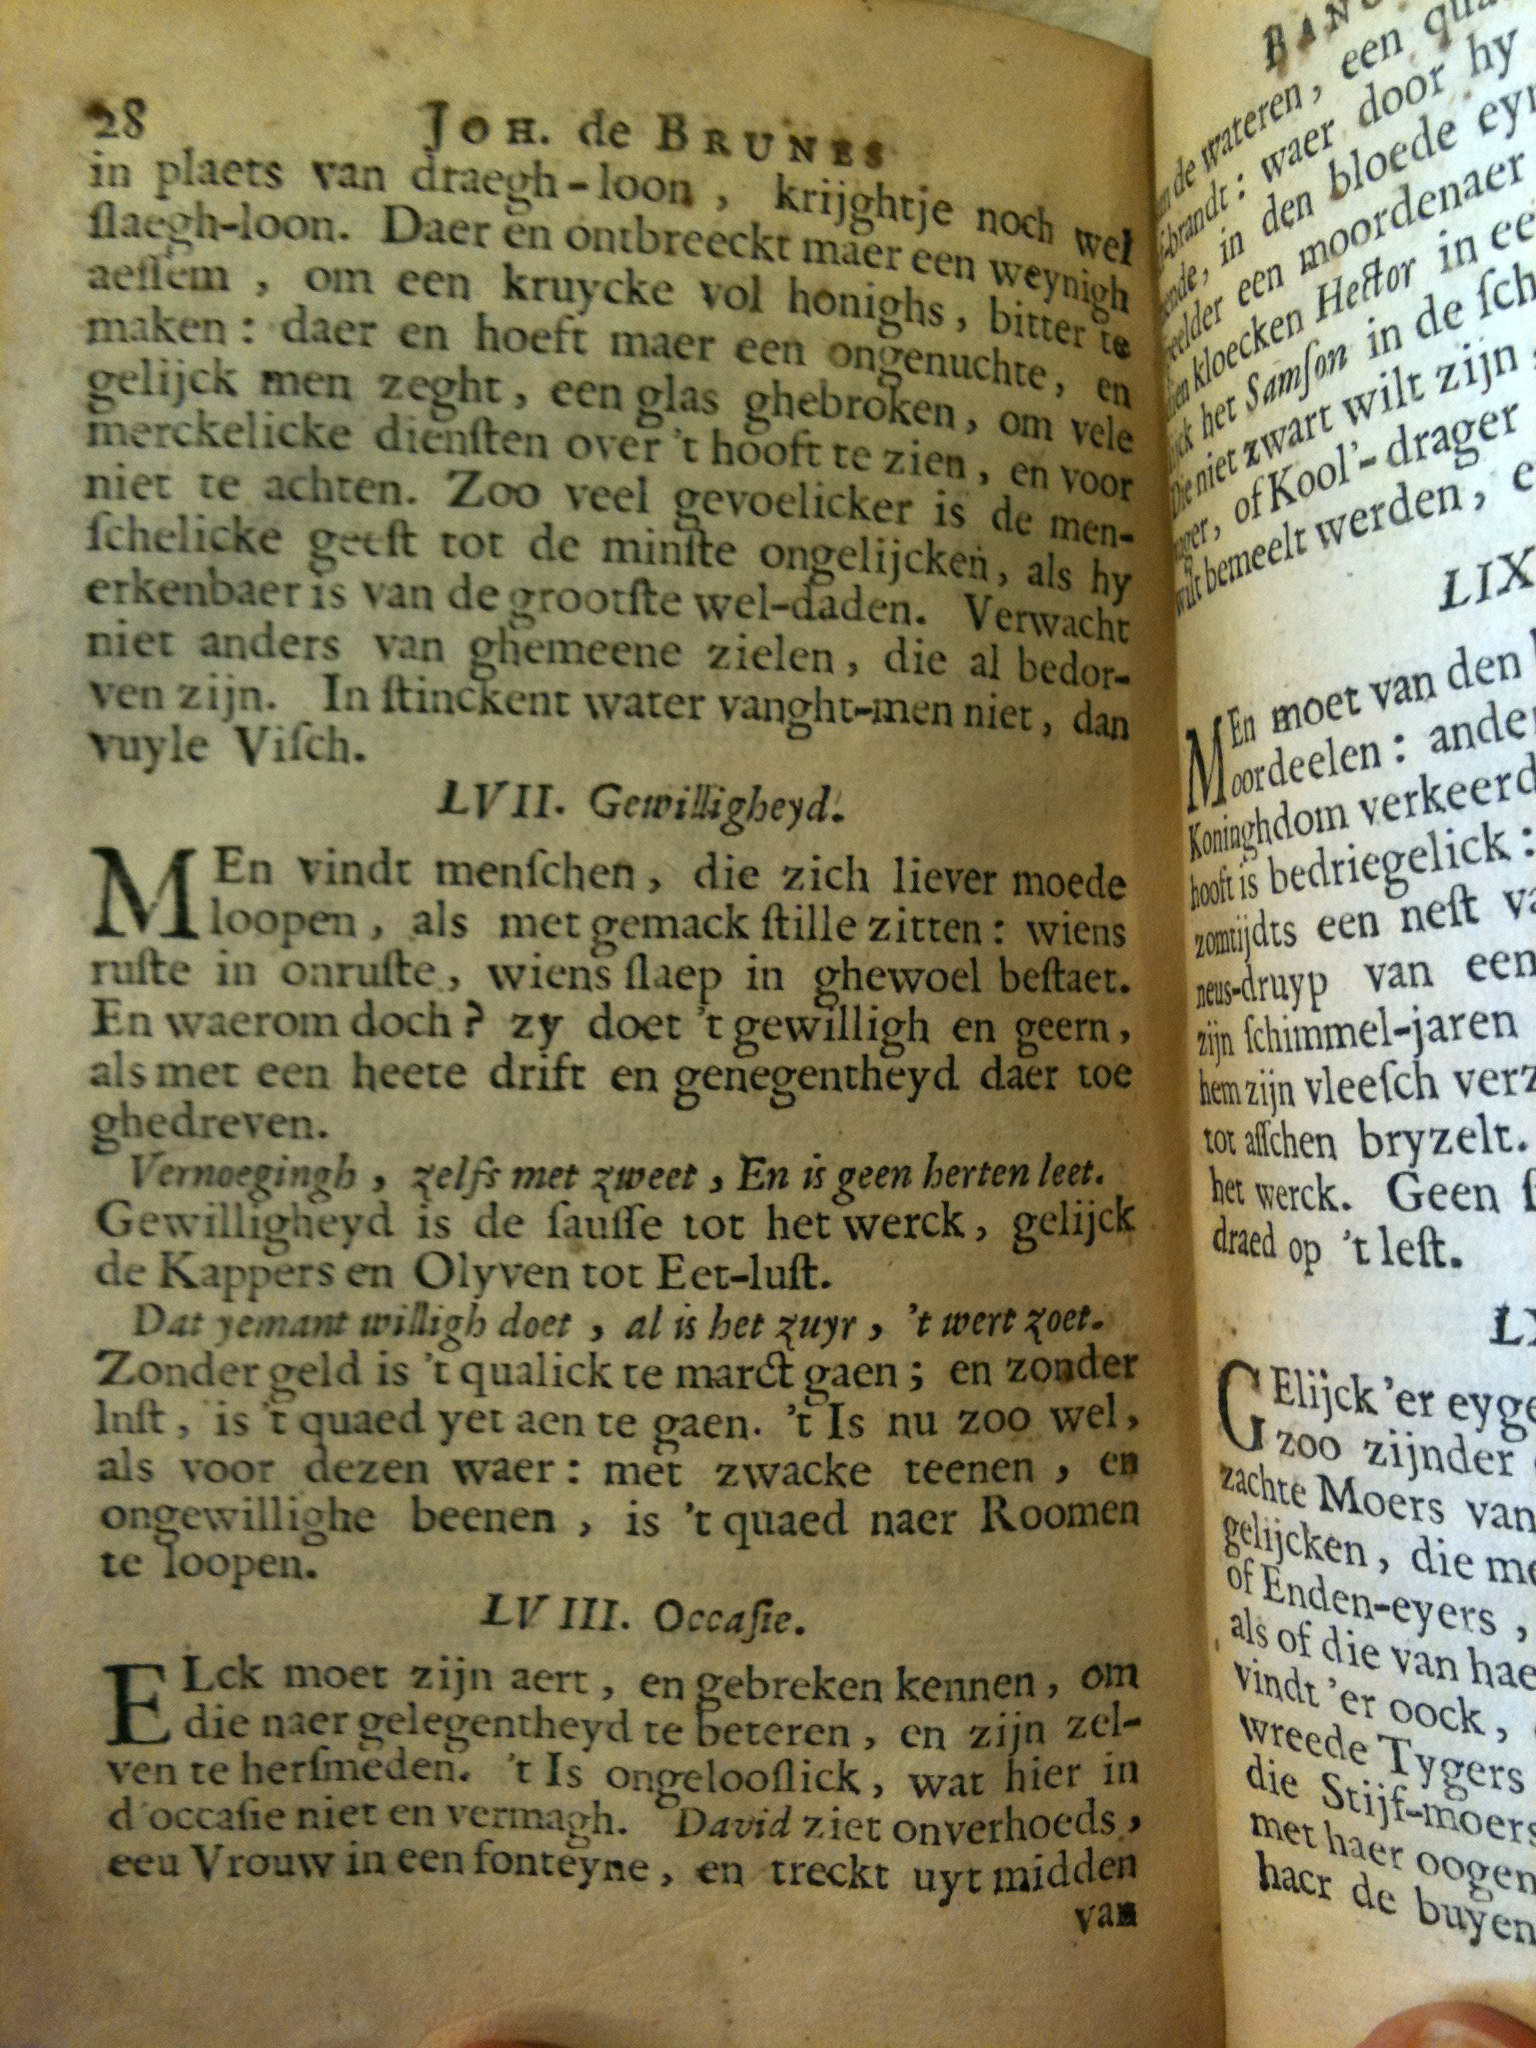 28 JOH. de BRUNES
in plaets van draegh-loon, krijghtje noch wel
slaegh-loon. Daer en ontbreeckt maer een weynigh
aeſſem, om een kruycke vol honighs, bitter te
maken: daer en hoeft maer een ongenuchte, en
gelijck men zeght, een glas ghebroken, om vele
merckelicke dienſten over 't hooft te zien, en voor
niet te achten. Zoo veel gevoelicker is de men-
ſchelicke geeſt tot de minſte ongelijcken, als hy
erkenbaer is van de grootſte wel-daden. Verwacht
niet anders van ghemeene zielen, die al bedor-
ven zijn. In ſtinckent water vanght-men niet, dan
vuyle Viſch.
LVII. Gewilligheyd.
MEn vindt menſchen, die zich liever moede
loopen, als met gemack ſtille zitten: wiens
ruſte in onruſte, wiens ſlaep in ghewoel beſtaet.
En waerom doch? zy doet 't gewilligh en geern,
als met een heete drift en genegentheyd daer toe
ghedreven.
Vernoegingh, zelfs met zweet, En is geen herten leet.
Gewilligheyd is de ſauſſe tot het werck, gelijck
de Kappers en Olyven tot Eet-luſt.
Dat yemant willigh doet, al is het zuyr, 't wert zoet.
Zonder geld is 't qualick te marct gaen; en zonder
lnſt, is 't quaed yet aen te gaen. 't Is nu zoo wel,
als voor dezen waer: met zwacke teenen, en
ongewillighe beenen, is 't quaed naer Roomen
te loopen.
LVIII. Occaſie.
ELck moet zijn aert, en gebreken kennen, om
die naer gelegentheyd te beteren, en zijn zel-
ven te herſmeden. 't Is ongelooflick, wat hier in
d'occaſie niet en vermagh. David ziet onverhoeds,
eeu Vrouw in een fonteyne, en treckt uyt midden
van
BANC
de wateren, een
-brandt: waer door hy
in den bloede
een moordenaer
kloecken Hector in
het Samſon in de
Die niet zwart wilt zijn,
of Kool'-drager
wilt bemeelt werden,
LIX
MEn moet van den
oordeelen:
Koninghdom
hooft is bedriegelick:
zomtijdts een neſt
neus-druyp van een
zijn ſchimmel-jaren
hem zijn vleeſch
tot aſſchen bryzelt.
het werck. Geen
draed op 't leſt.
GElijck 'er
zoo zijnder
zachte Moers van
gelijcken, die
of Enden-eyers,
als of die van
vindt 'er oock,
wreede Tygers
die
met haer oogen
hacr de